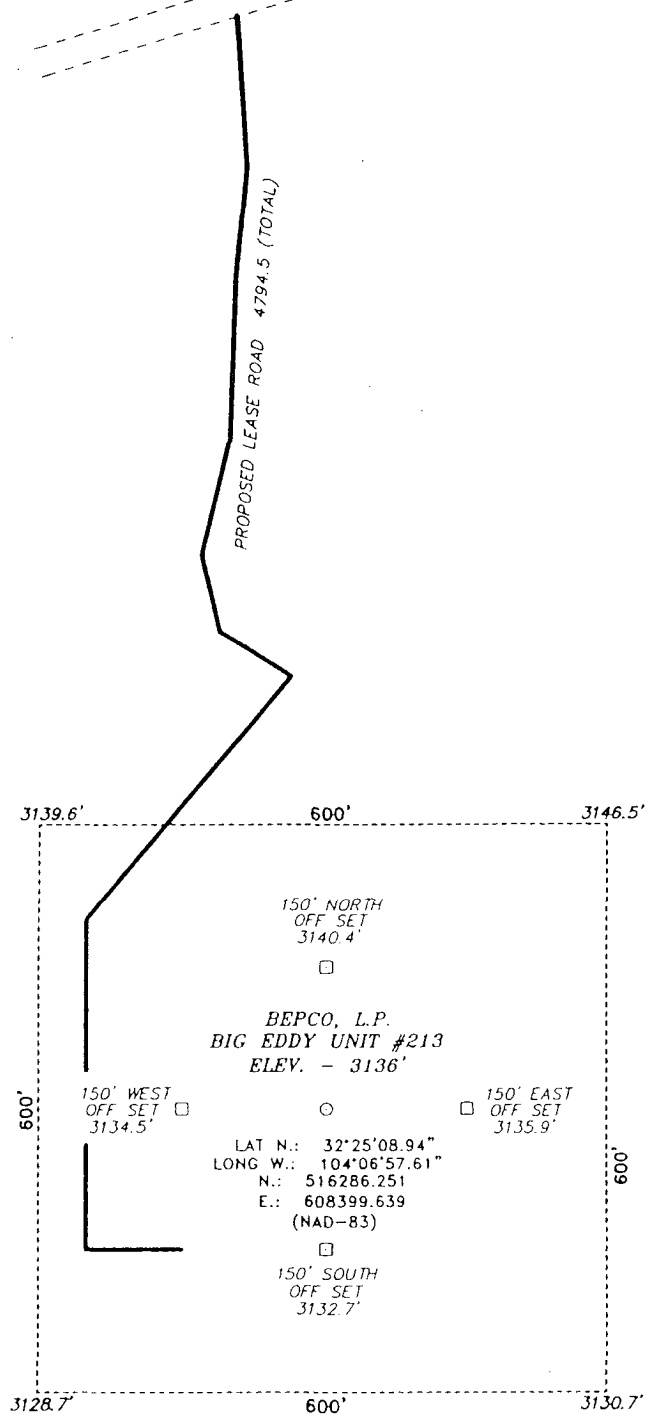 PROPOSED LEASE ROAD 4794.5 (TOTAL)
3139.6'
600'
3146.5'
150' NORTH
OFF SET
3140.4'
BEPCO, L.P.
BIG EDDY UNIT #213
ELEV. - 3136'
600'
150' WEST
OFF SET
3134.5'
150' EAST
OFF SET
3135.9'
600'
LAT N.: 32°25'08.94"
LONG W.: 104°06'57.61"
N.: 516286.251
E.: 608399.639
(NAD-83)
150' SOUTH
OFF SET
3132.7'
3128.7'
600'
3130.7'